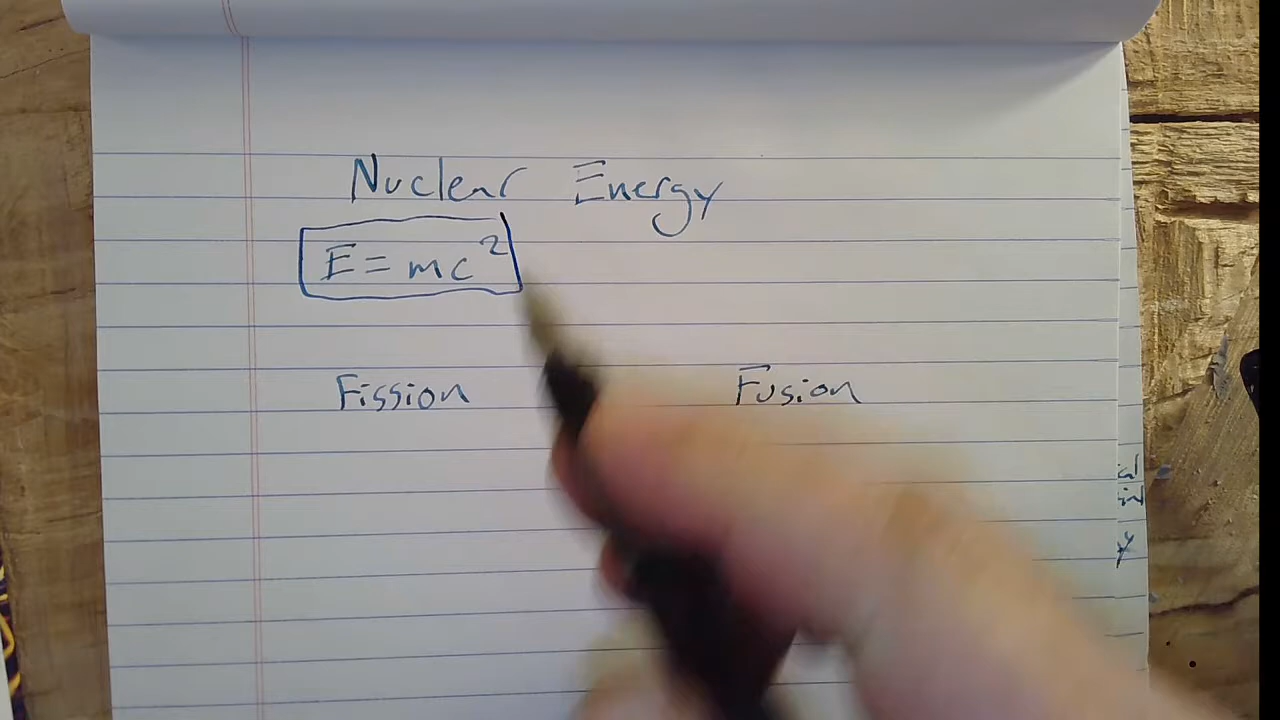 Nuclear Energy
E = mc²
Fission Fusion